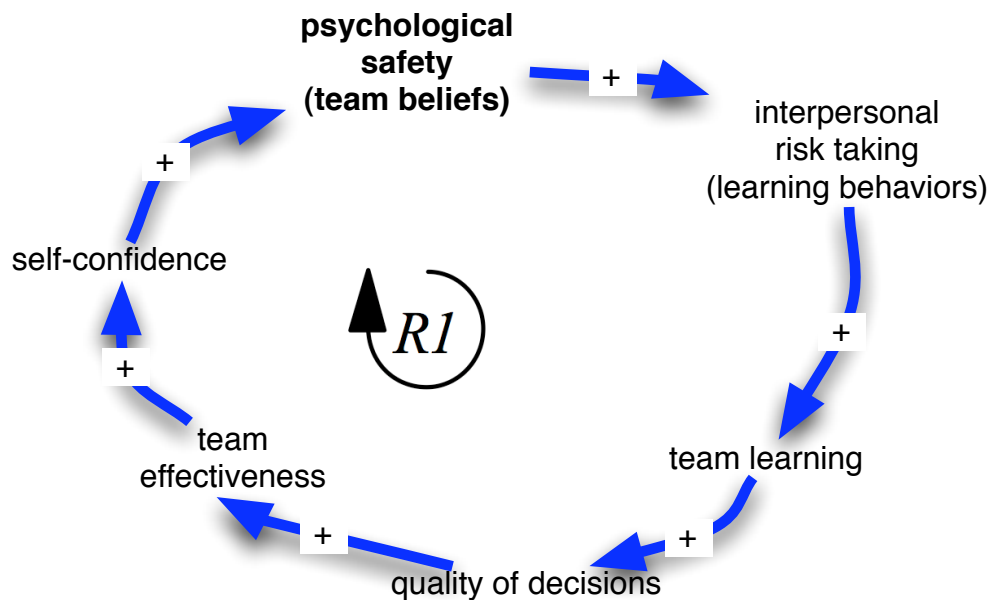 psychological
safety
(team beliefs)
+
interpersonal
risk taking
(learning behaviors)
+
team learning
+
quality of decisions
+
team
effectiveness
+
self-confidence
+
R1